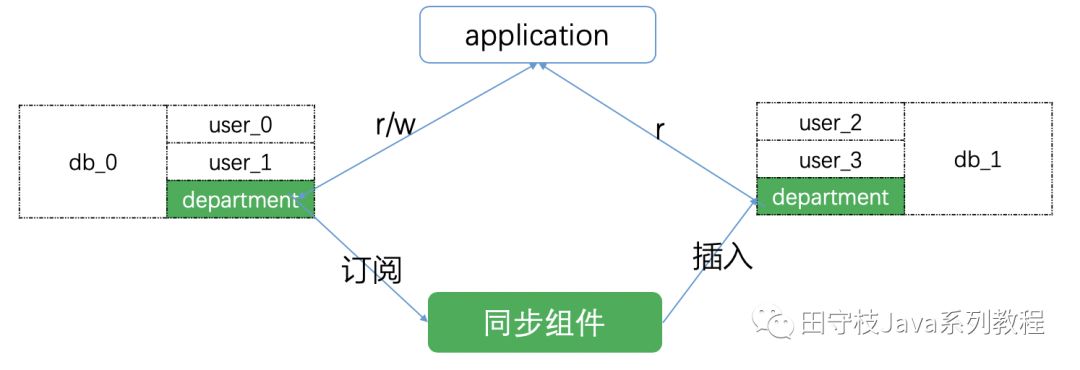 application
r/w
r
db_0
user_0
user_1
department
user_2
user_3
department
db_1
订阅
插入
同步组件
田守枝Java系列教程